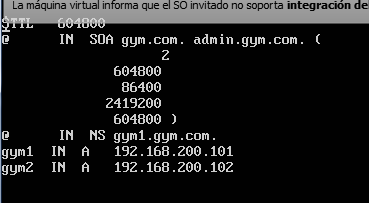 La máquina virtual informa que el SO invitado no soporta integración de
$TTL 604800
@ IN SOA gym.com. admin.gym.com. (
2
604800
86400
2419200
604800 )
@ IN NS gym1.gym.com.
gym1 IN A 192.168.200.101
gym2 IN A 192.168.200.102